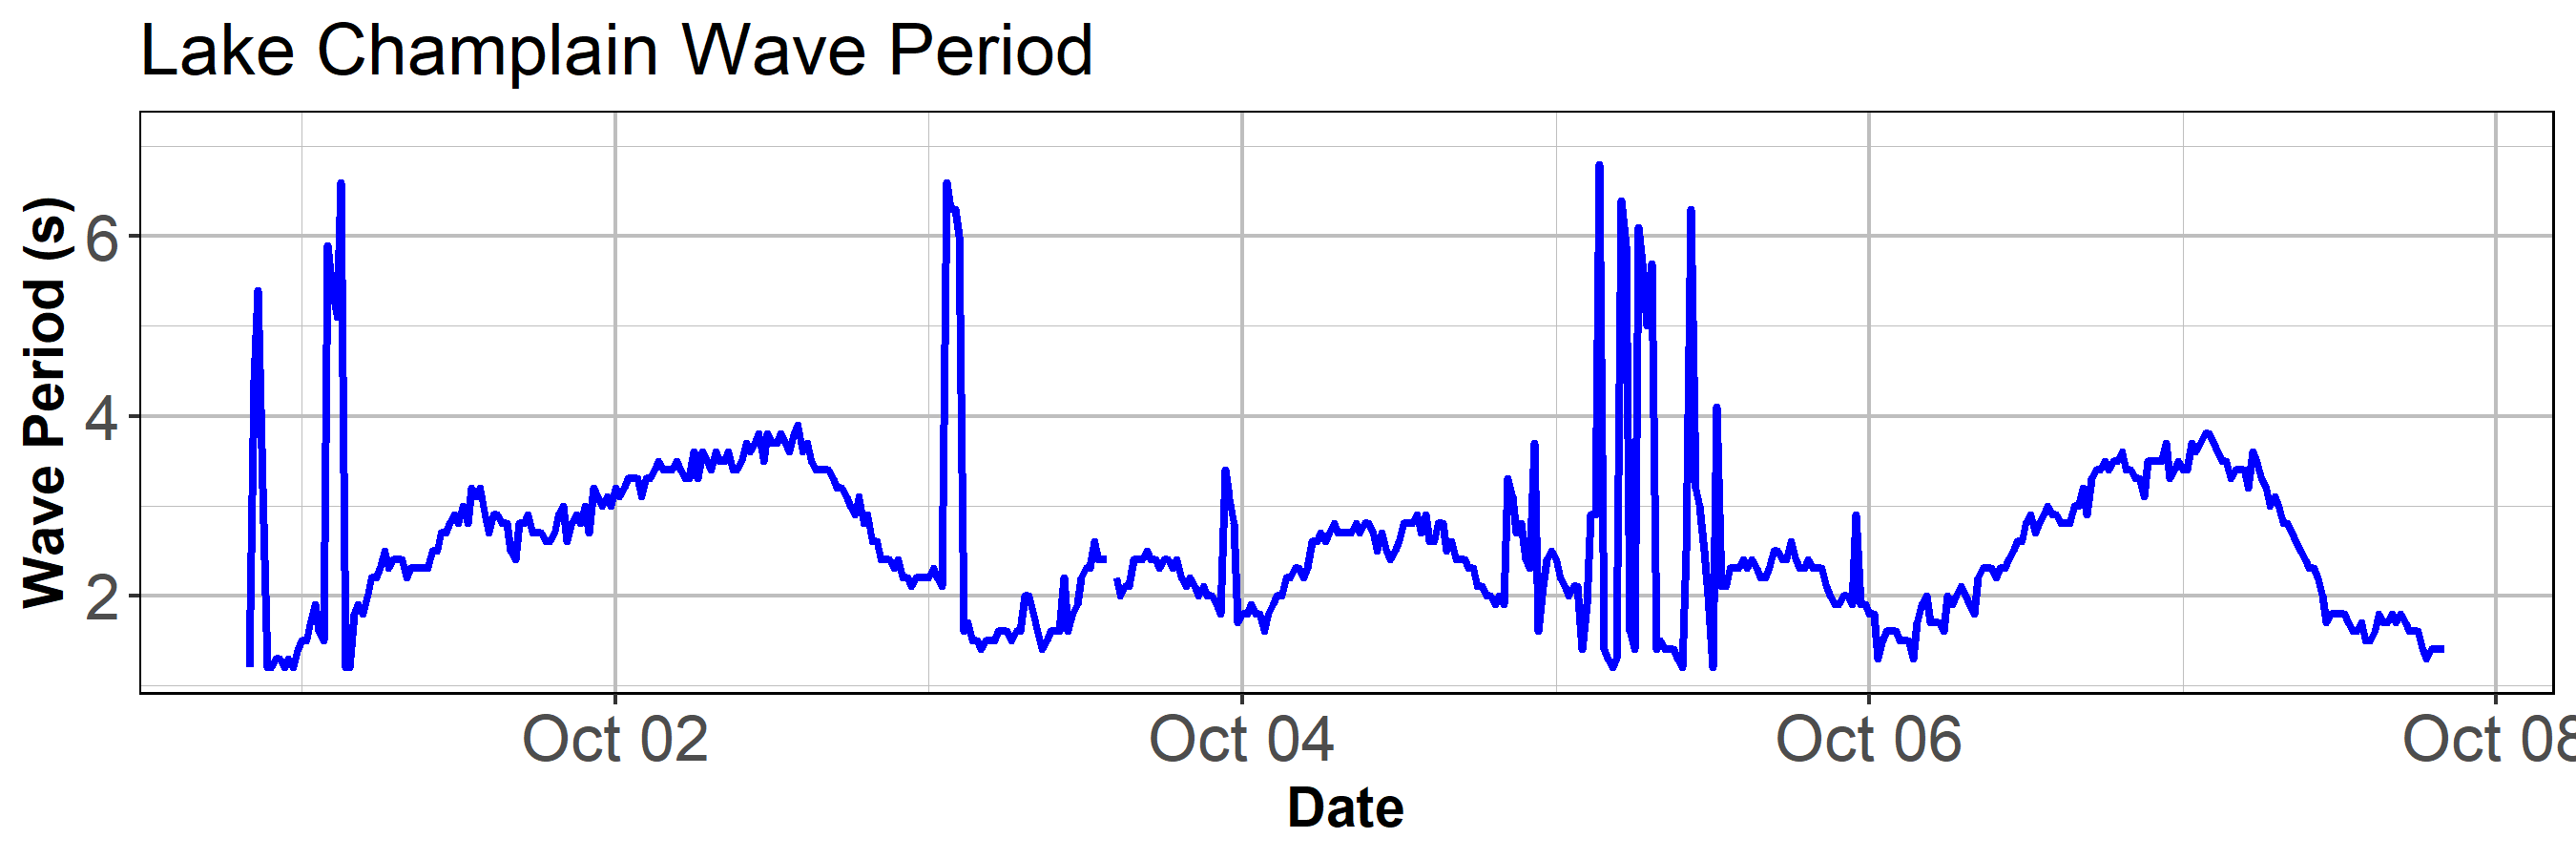 Lake Champlain Wave Period
Wave Period (s)
6
4
2
Oct 02
Oct 04
Oct 06
Oct 08
Date